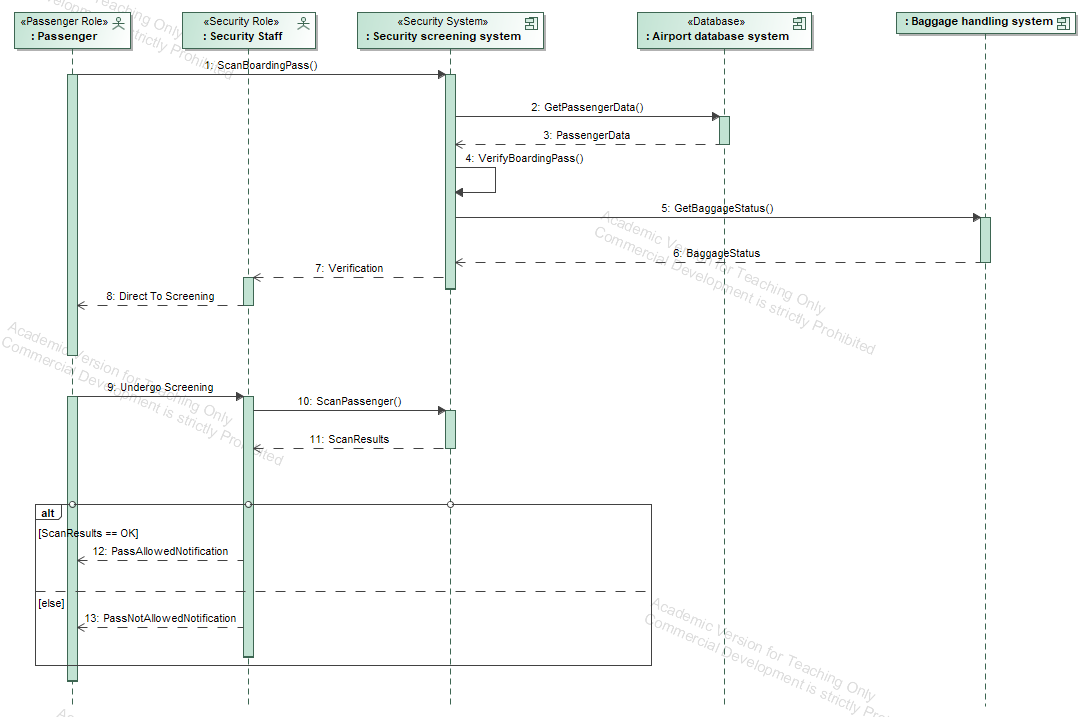 «Passenger Role»
: Passenger
«Security Role»
: Security Staff
«Security System»
: Security screening system
«Database»
: Airport database system
: Baggage handling system
1: ScanBoardingPass()
2: GetPassengerData()
3: PassengerData
4: VerifyBoardingPass()
5: GetBaggageStatus()
6: BaggageStatus
7: Verification
8: Direct To Screening
9: Undergo Screening
10: ScanPassenger()
11: ScanResults
alt
[ScanResults == OK]
12: PassAllowedNotification
[else]
13: PassNotAllowedNotification
Teaching Only
strictly Prohibited
Academic Version for Teaching Only
Commercial Development is strictly Prohibited
Academic Version for Teaching Only
Commercial Development is strictly Prohibited
Academic Version for Teaching Only
Commercial Development is strictly